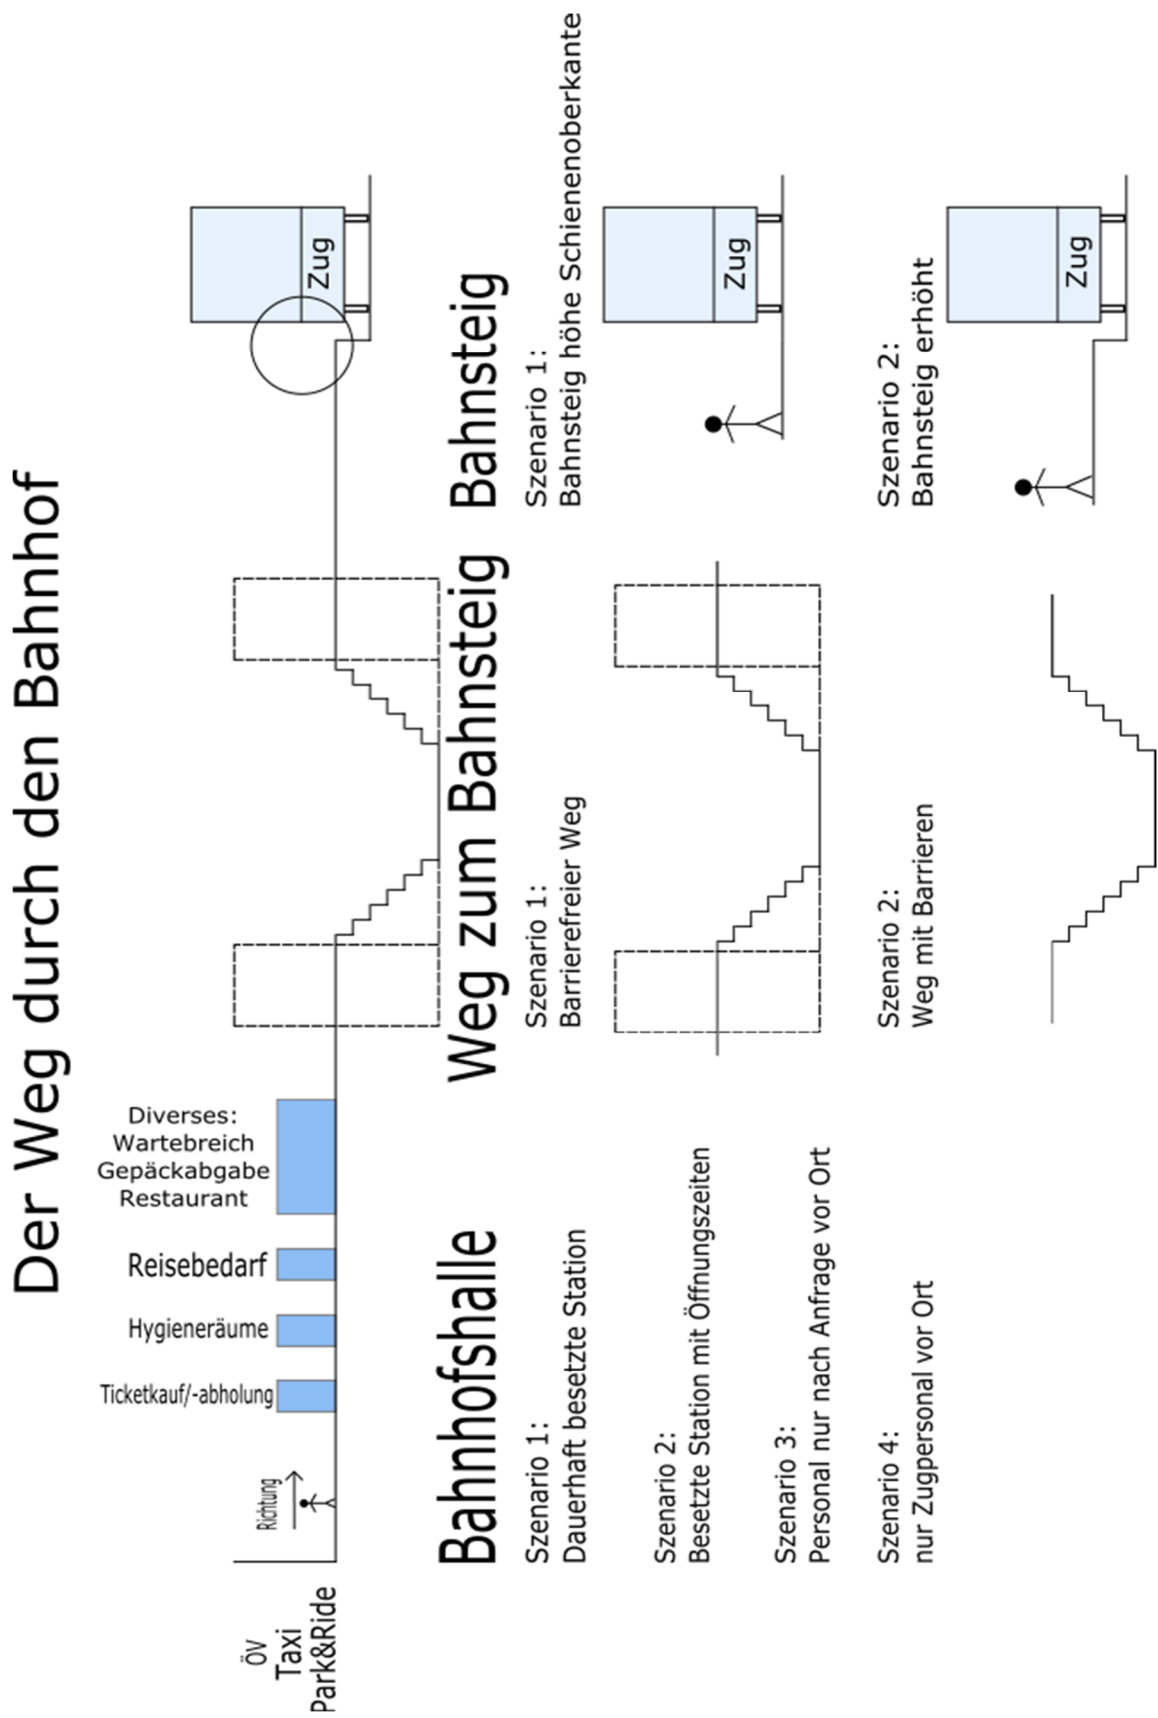 Der Weg durch den Bahnhof
ÖV
Taxi
Park&Ride
Richtung
Ticketkauf/-abholung
Hygieneräume
Reisebedarf
Diverses:
Wartebreich
Gepäckabgabe
Restaurant
Zug
Bahnhofshalle
Szenario 1:
Dauerhaft besetzte Station
Szenario 2:
Besetzte Station mit Öffnungszeiten
Szenario 3:
Personal nur nach Anfrage vor Ort
Szenario 4:
nur Zugpersonal vor Ort
Weg zum Bahnsteig
Szenario 1:
Barrierefreier Weg
Szenario 2:
Weg mit Barrieren
Bahnsteig
Szenario 1:
Bahnsteig höhe Schienenoberkante
Zug
Szenario 2:
Bahnsteig erhöht
Zug